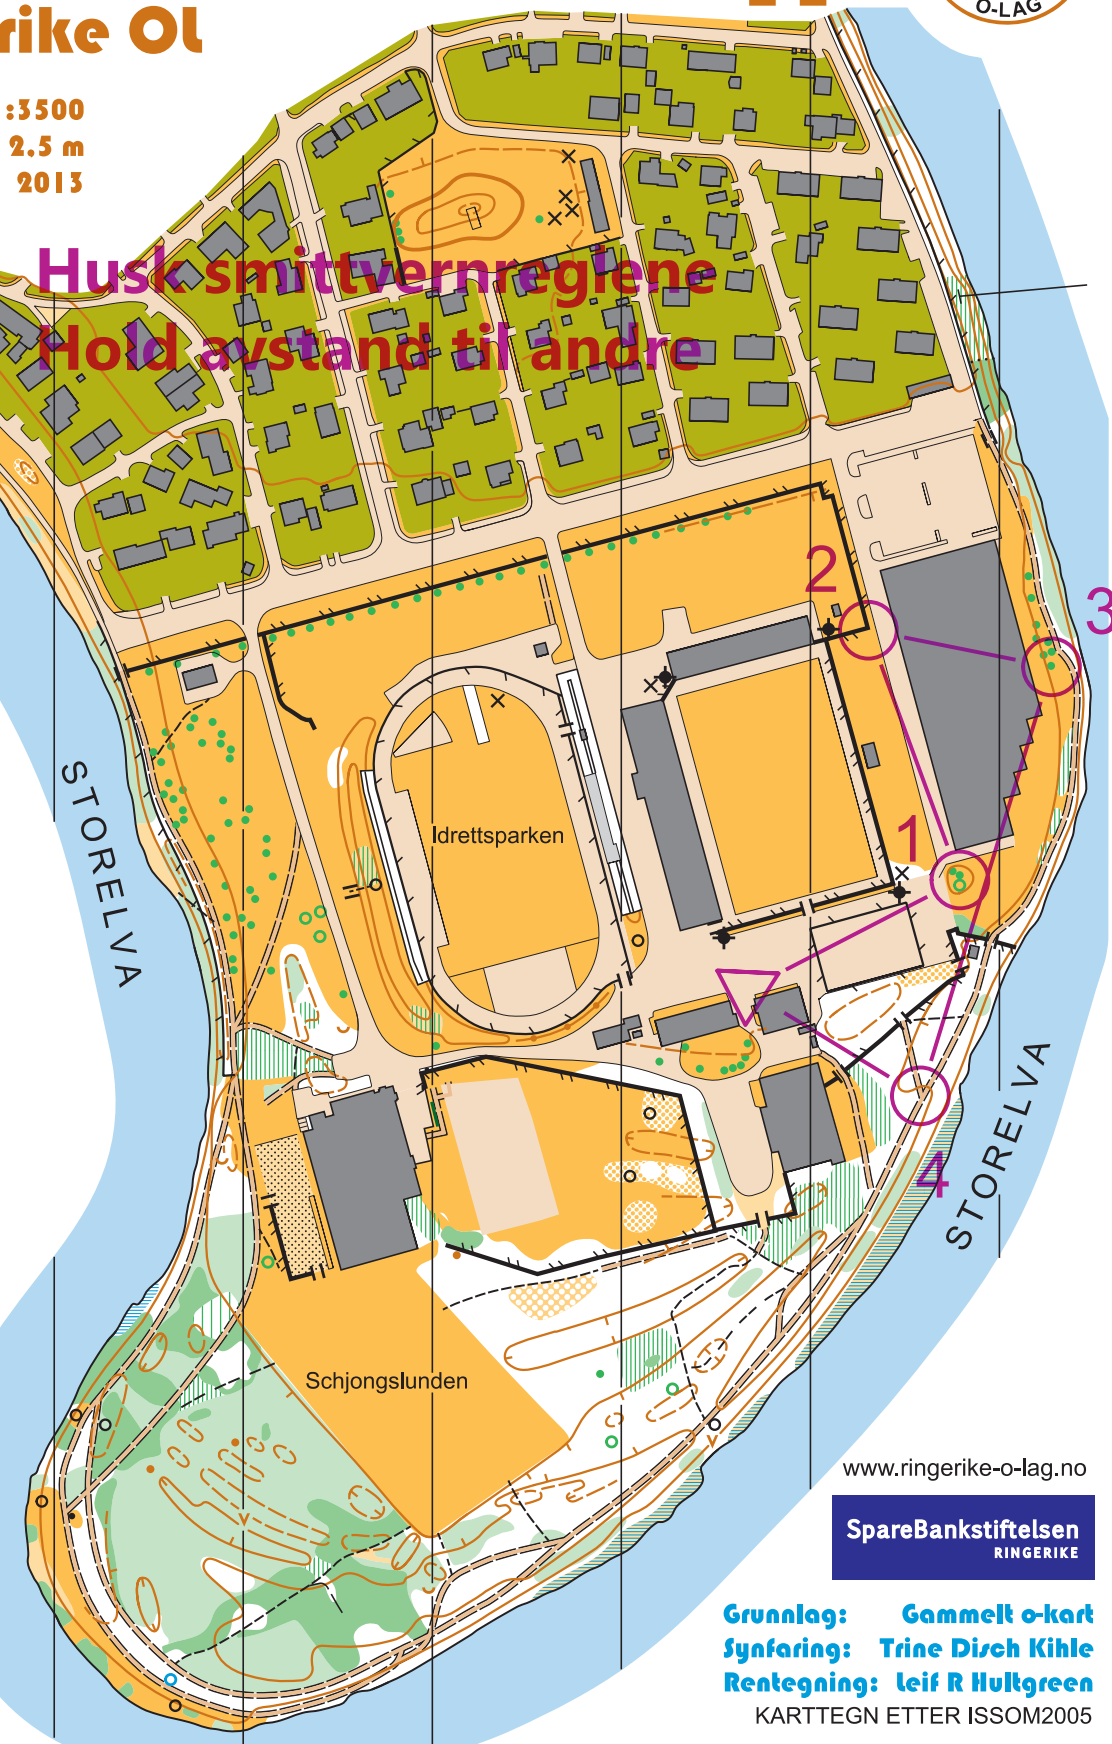 rike OL
O-LAG
:3500
2,5 m
2013
Husk smittvernreglene
Hold avstand til andre
2
3
1
STORELVA
Idrettsparken
STORELVA
4
Schjongslunden
www.ringerike-o-lag.no
SpareBankstiftelsen
RINGERIKE
Grunnlag: Gammelt o-kart
Synfaring: Trine Disch Kihle
Rentegning: Leif R Hultgreen
KARTTEGN ETTER ISSOM2005